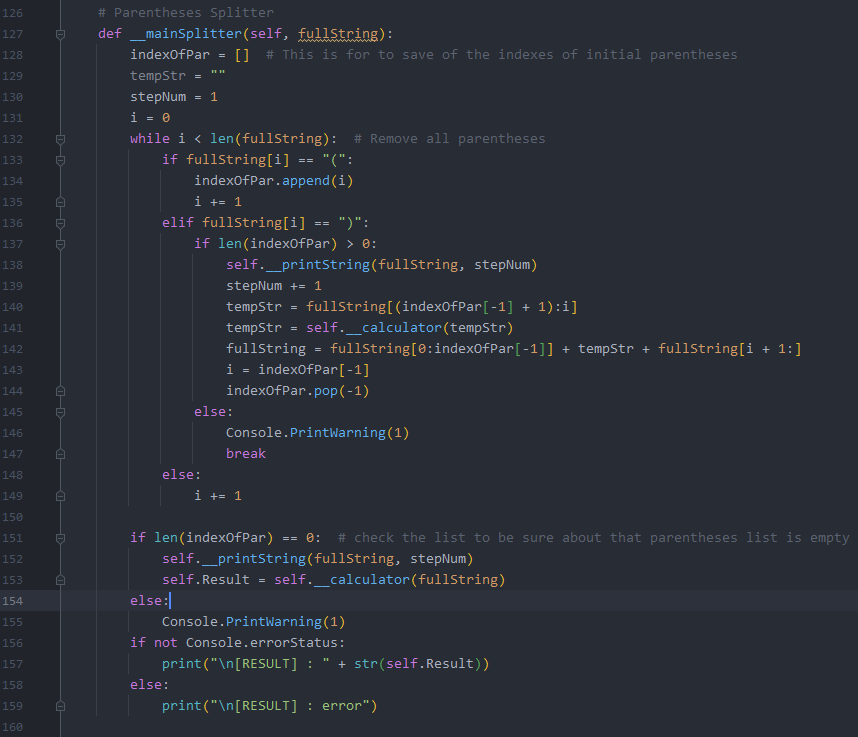 126 # Parentheses Splitter
127 def __mainSplitter(self, fullString):
128 indexOfPar = [] # This is for to save of the indexes of initial parentheses
129 tempStr = ""
130 stepNum = 1
131 i = 0
132 while i < len(fullString): # Remove all parentheses
133 if fullString[i] == "(":
134 indexOfPar.append(i)
135 i += 1
136 elif fullString[i] == ")":
137 if len(indexOfPar) > 0:
138 self.__printString(fullString, stepNum)
139 stepNum += 1
140 tempStr = fullString[(indexOfPar[-1] + 1):i]
141 tempStr = self.__calculator(tempStr)
142 fullString = fullString[0:indexOfPar[-1]] + tempStr + fullString[i + 1:]
143 i = indexOfPar[-1]
144 indexOfPar.pop(-1)
145 else:
146 Console.PrintWarning(1)
147 break
148 else:
149 i += 1
150
151 if len(indexOfPar) == 0: # check the list to be sure about that parentheses list is empty
152 self.__printString(fullString, stepNum)
153 self.Result = self.__calculator(fullString)
154 else:
155 Console.PrintWarning(1)
156 if not Console.errorStatus:
157 print("\n[RESULT] : " + str(self.Result))
158 else:
159 print("\n[RESULT] : error")
160